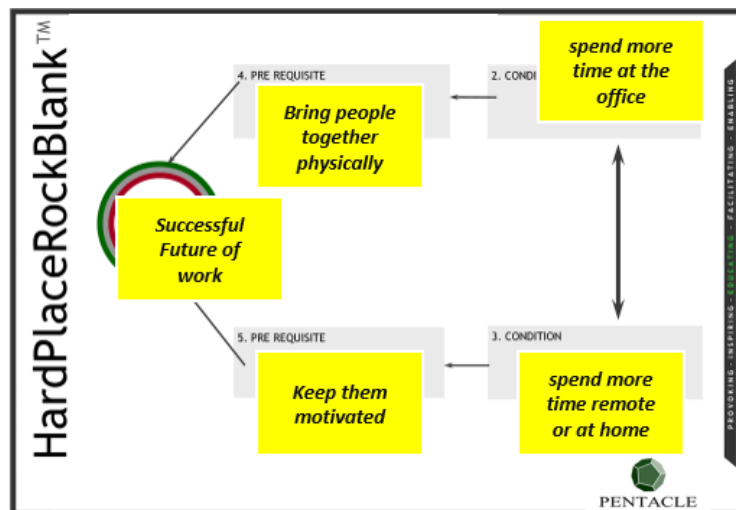 HardPlaceRockBlank™
4. PRE REQUISITE
Bring people
together
physically
2. CONDI
spend more
time at the
office
Successful
Future of
work
5. PRE REQUISITE
Keep them
motivated
3. CONDITION
spend more
time remote
or at home
PROVOKING - INSPIRING - EDUCATING - FACILITATING - ENABLING
PENTACLE